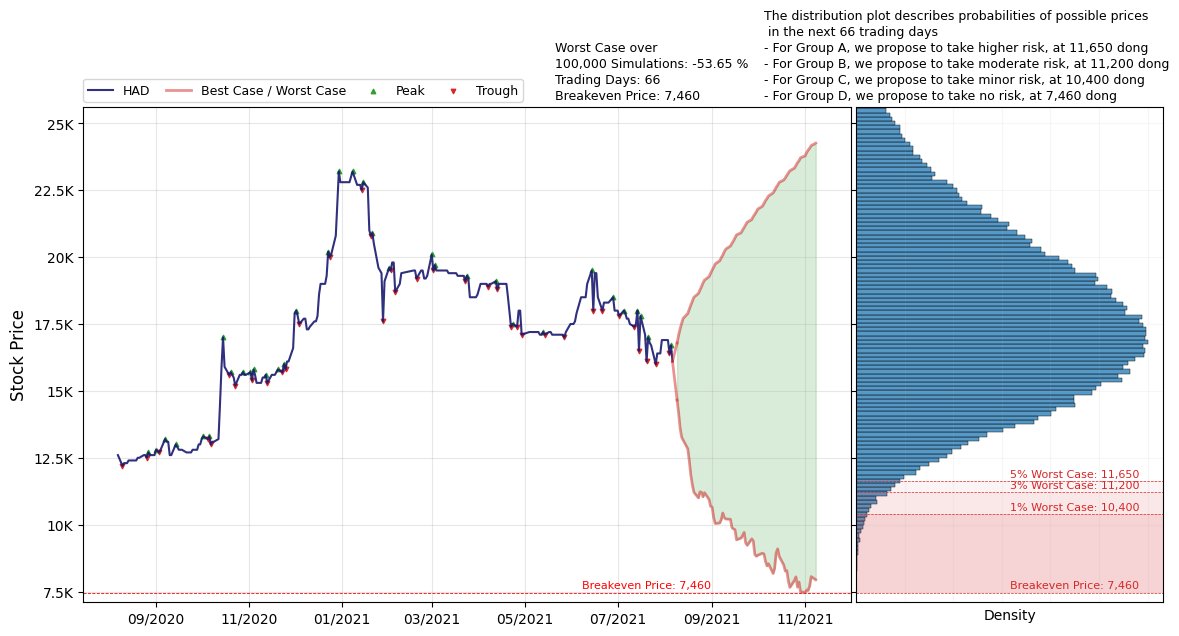 The distribution plot describes probabilities of possible prices
in the next 66 trading days
- For Group A, we propose to take higher risk, at 11,650 dong
- For Group B, we propose to take moderate risk, at 11,200 dong
- For Group C, we propose to take minor risk, at 10,400 dong
- For Group D, we propose to take no risk, at 7,460 dong
Worst Case over
100,000 Simulations: -53.65 %
Trading Days: 66
Breakeven Price: 7,460
HAD
Best Case / Worst Case
Peak
Trough
Stock Price
25K
22.5K
20K
17.5K
15K
12.5K
10K
7.5K
Breakeven Price: 7,460
09/2020
11/2020
01/2021
03/2021
05/2021
07/2021
09/2021
11/2021
5% Worst Case: 11,650
3% Worst Case: 11,200
1% Worst Case: 10,400
Breakeven Price: 7,460
Density